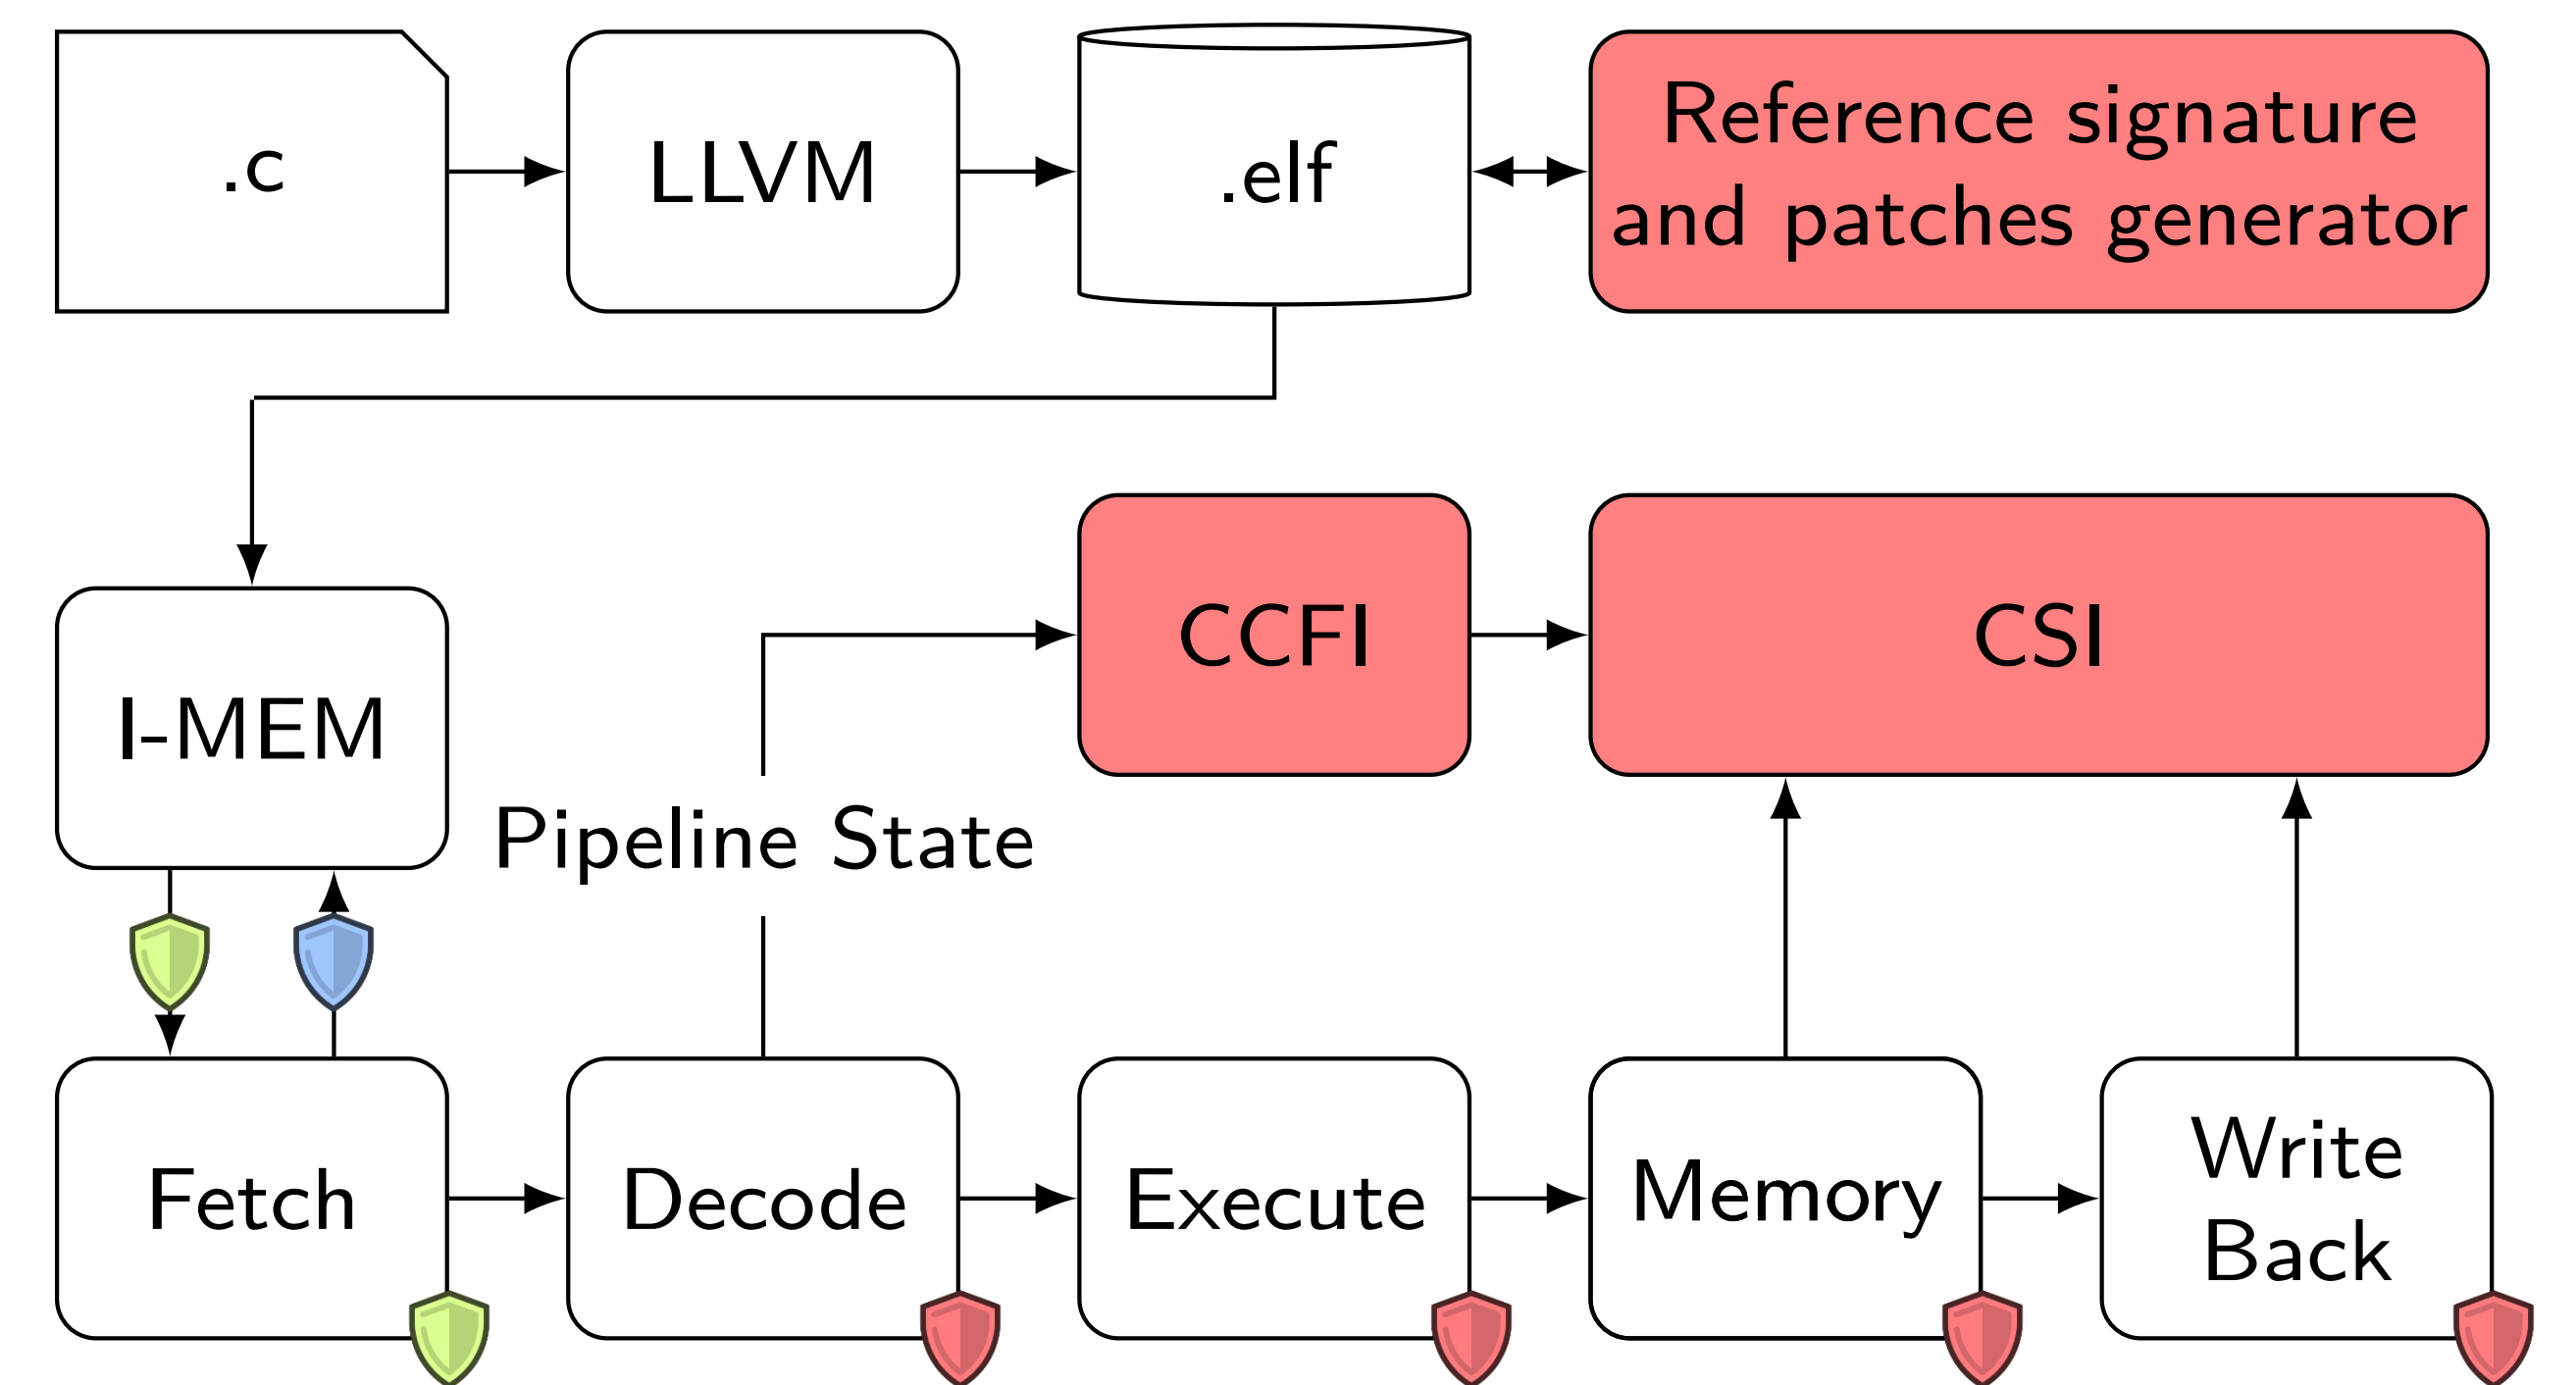 .c
LLVM
.elf
Reference signature
and patches generator
CCFI
CSI
I-MEM
Pipeline State
Fetch
Decode
Execute
Memory
Write
Back